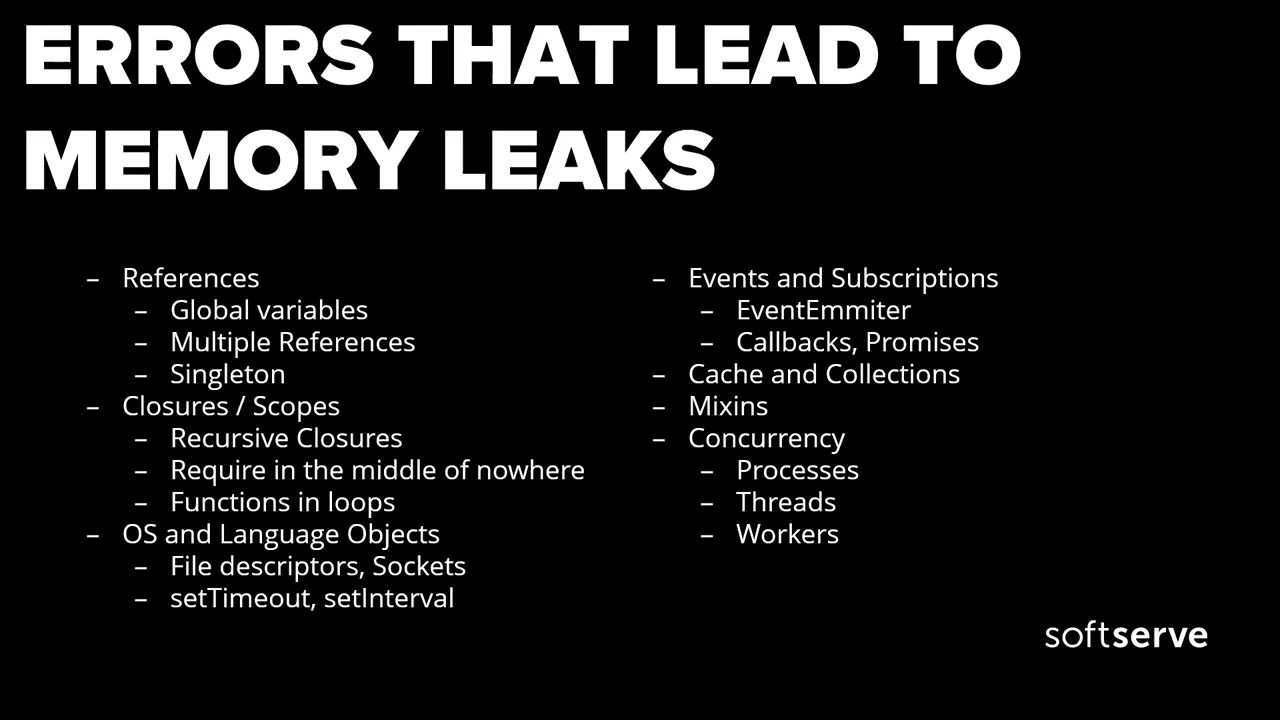 ERRORS THAT LEAD TO
MEMORY LEAKS
– References
– Global variables
– Multiple References
– Singleton
– Closures / Scopes
– Recursive Closures
– Require in the middle of nowhere
– Functions in loops
– OS and Language Objects
– File descriptors, Sockets
– setTimeout, setInterval
– Events and Subscriptions
– EventEmmiter
– Callbacks, Promises
– Cache and Collections
– Mixins
– Concurrency
– Processes
– Threads
– Workers
softserve